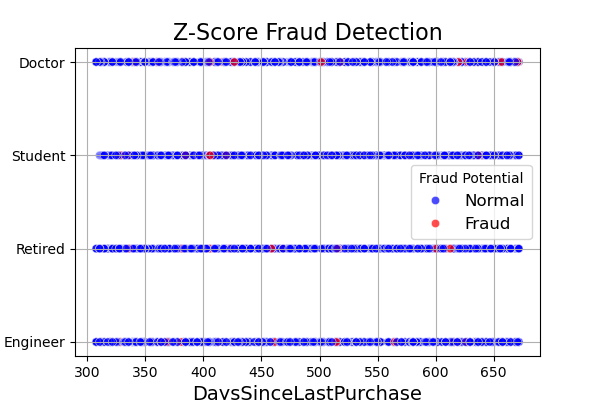 Z-Score Fraud Detection
Doctor
Student
Retired
Engineer
Fraud Potential
Normal
Fraud
300 350 400 450 500 550 600 650
DaysSinceLastPurchase